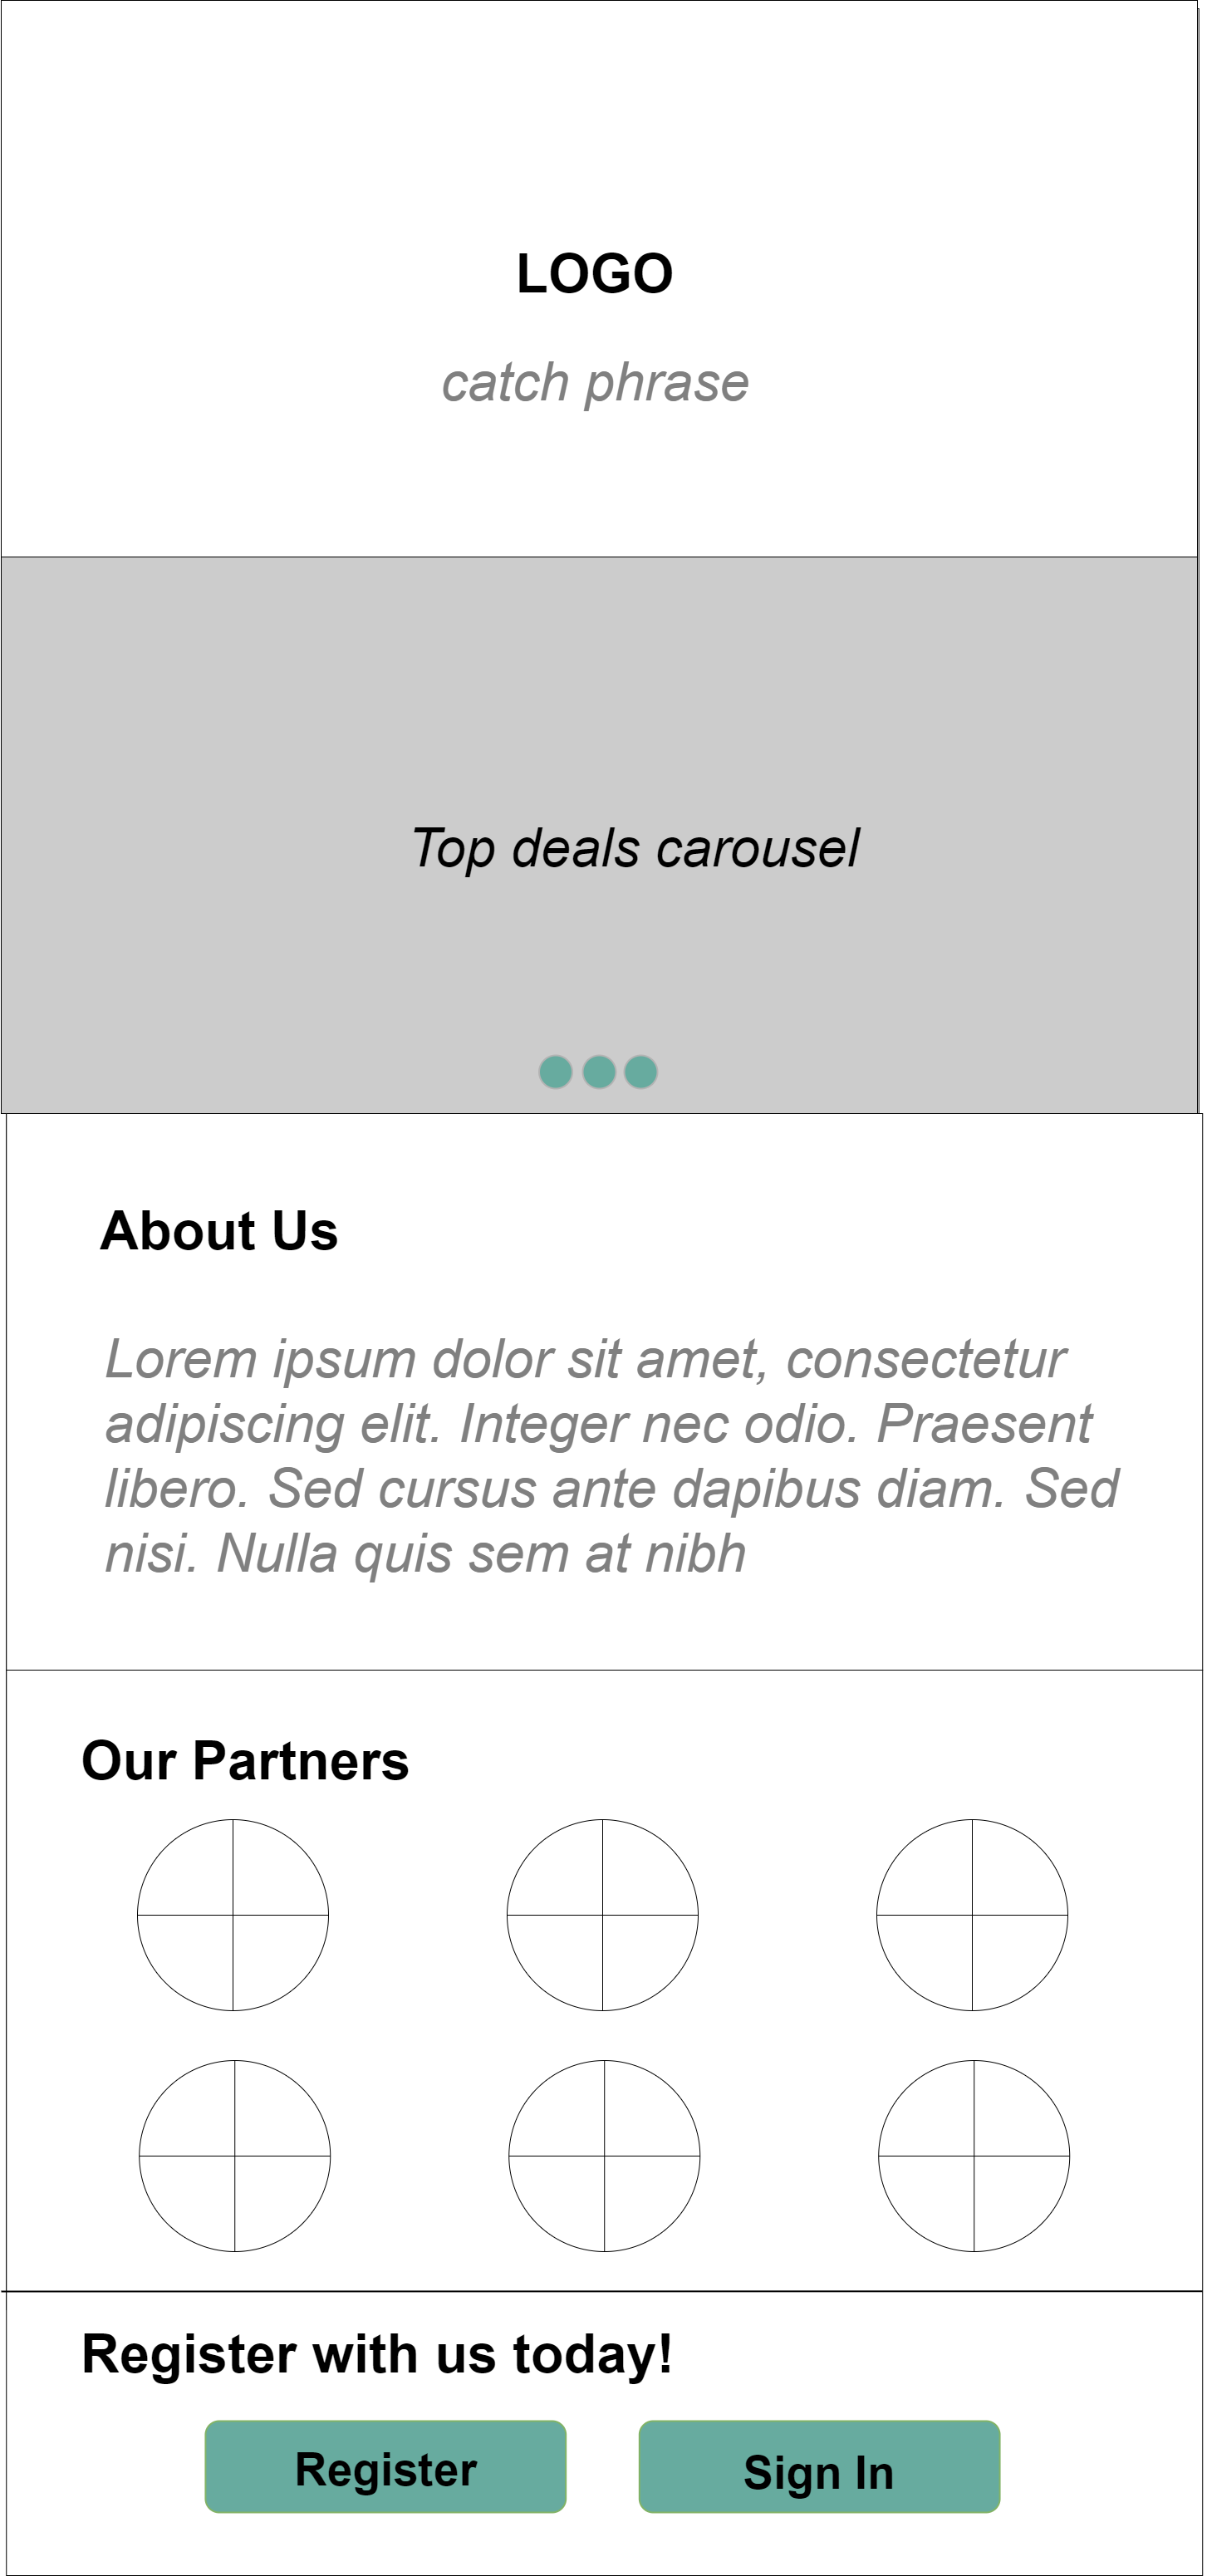 LOGO
catch phrase
Top deals carousel
About Us
Lorem ipsum dolor sit amet, consectetur
adipiscing elit. Integer nec odio. Praesent
libero. Sed cursus ante dapibus diam. Sed
nisi. Nulla quis sem at nibh
Our Partners
Register with us today!
Register
Sign In